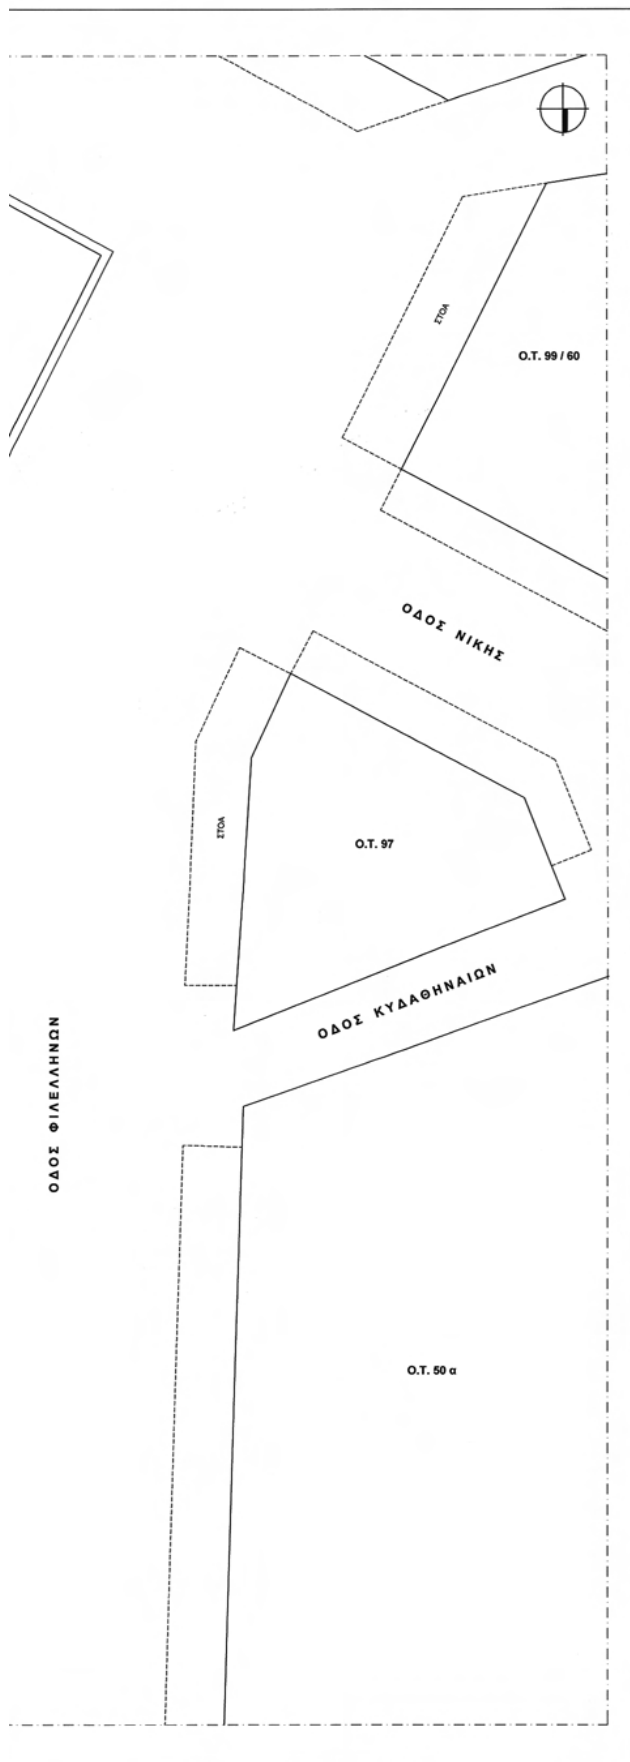 ΣΤΟΑ
Ο.Τ. 99 / 60
ΟΔΟΣ ΝΙΚΗΣ
ΣΤΟΑ
Ο.Τ. 97
ΟΔΟΣ ΚΥΔΑΘΗΝΑΙΩΝ
ΟΔΟΣ ΦΙΛΕΛΛΗΝΩΝ
Ο.Τ. 50 α